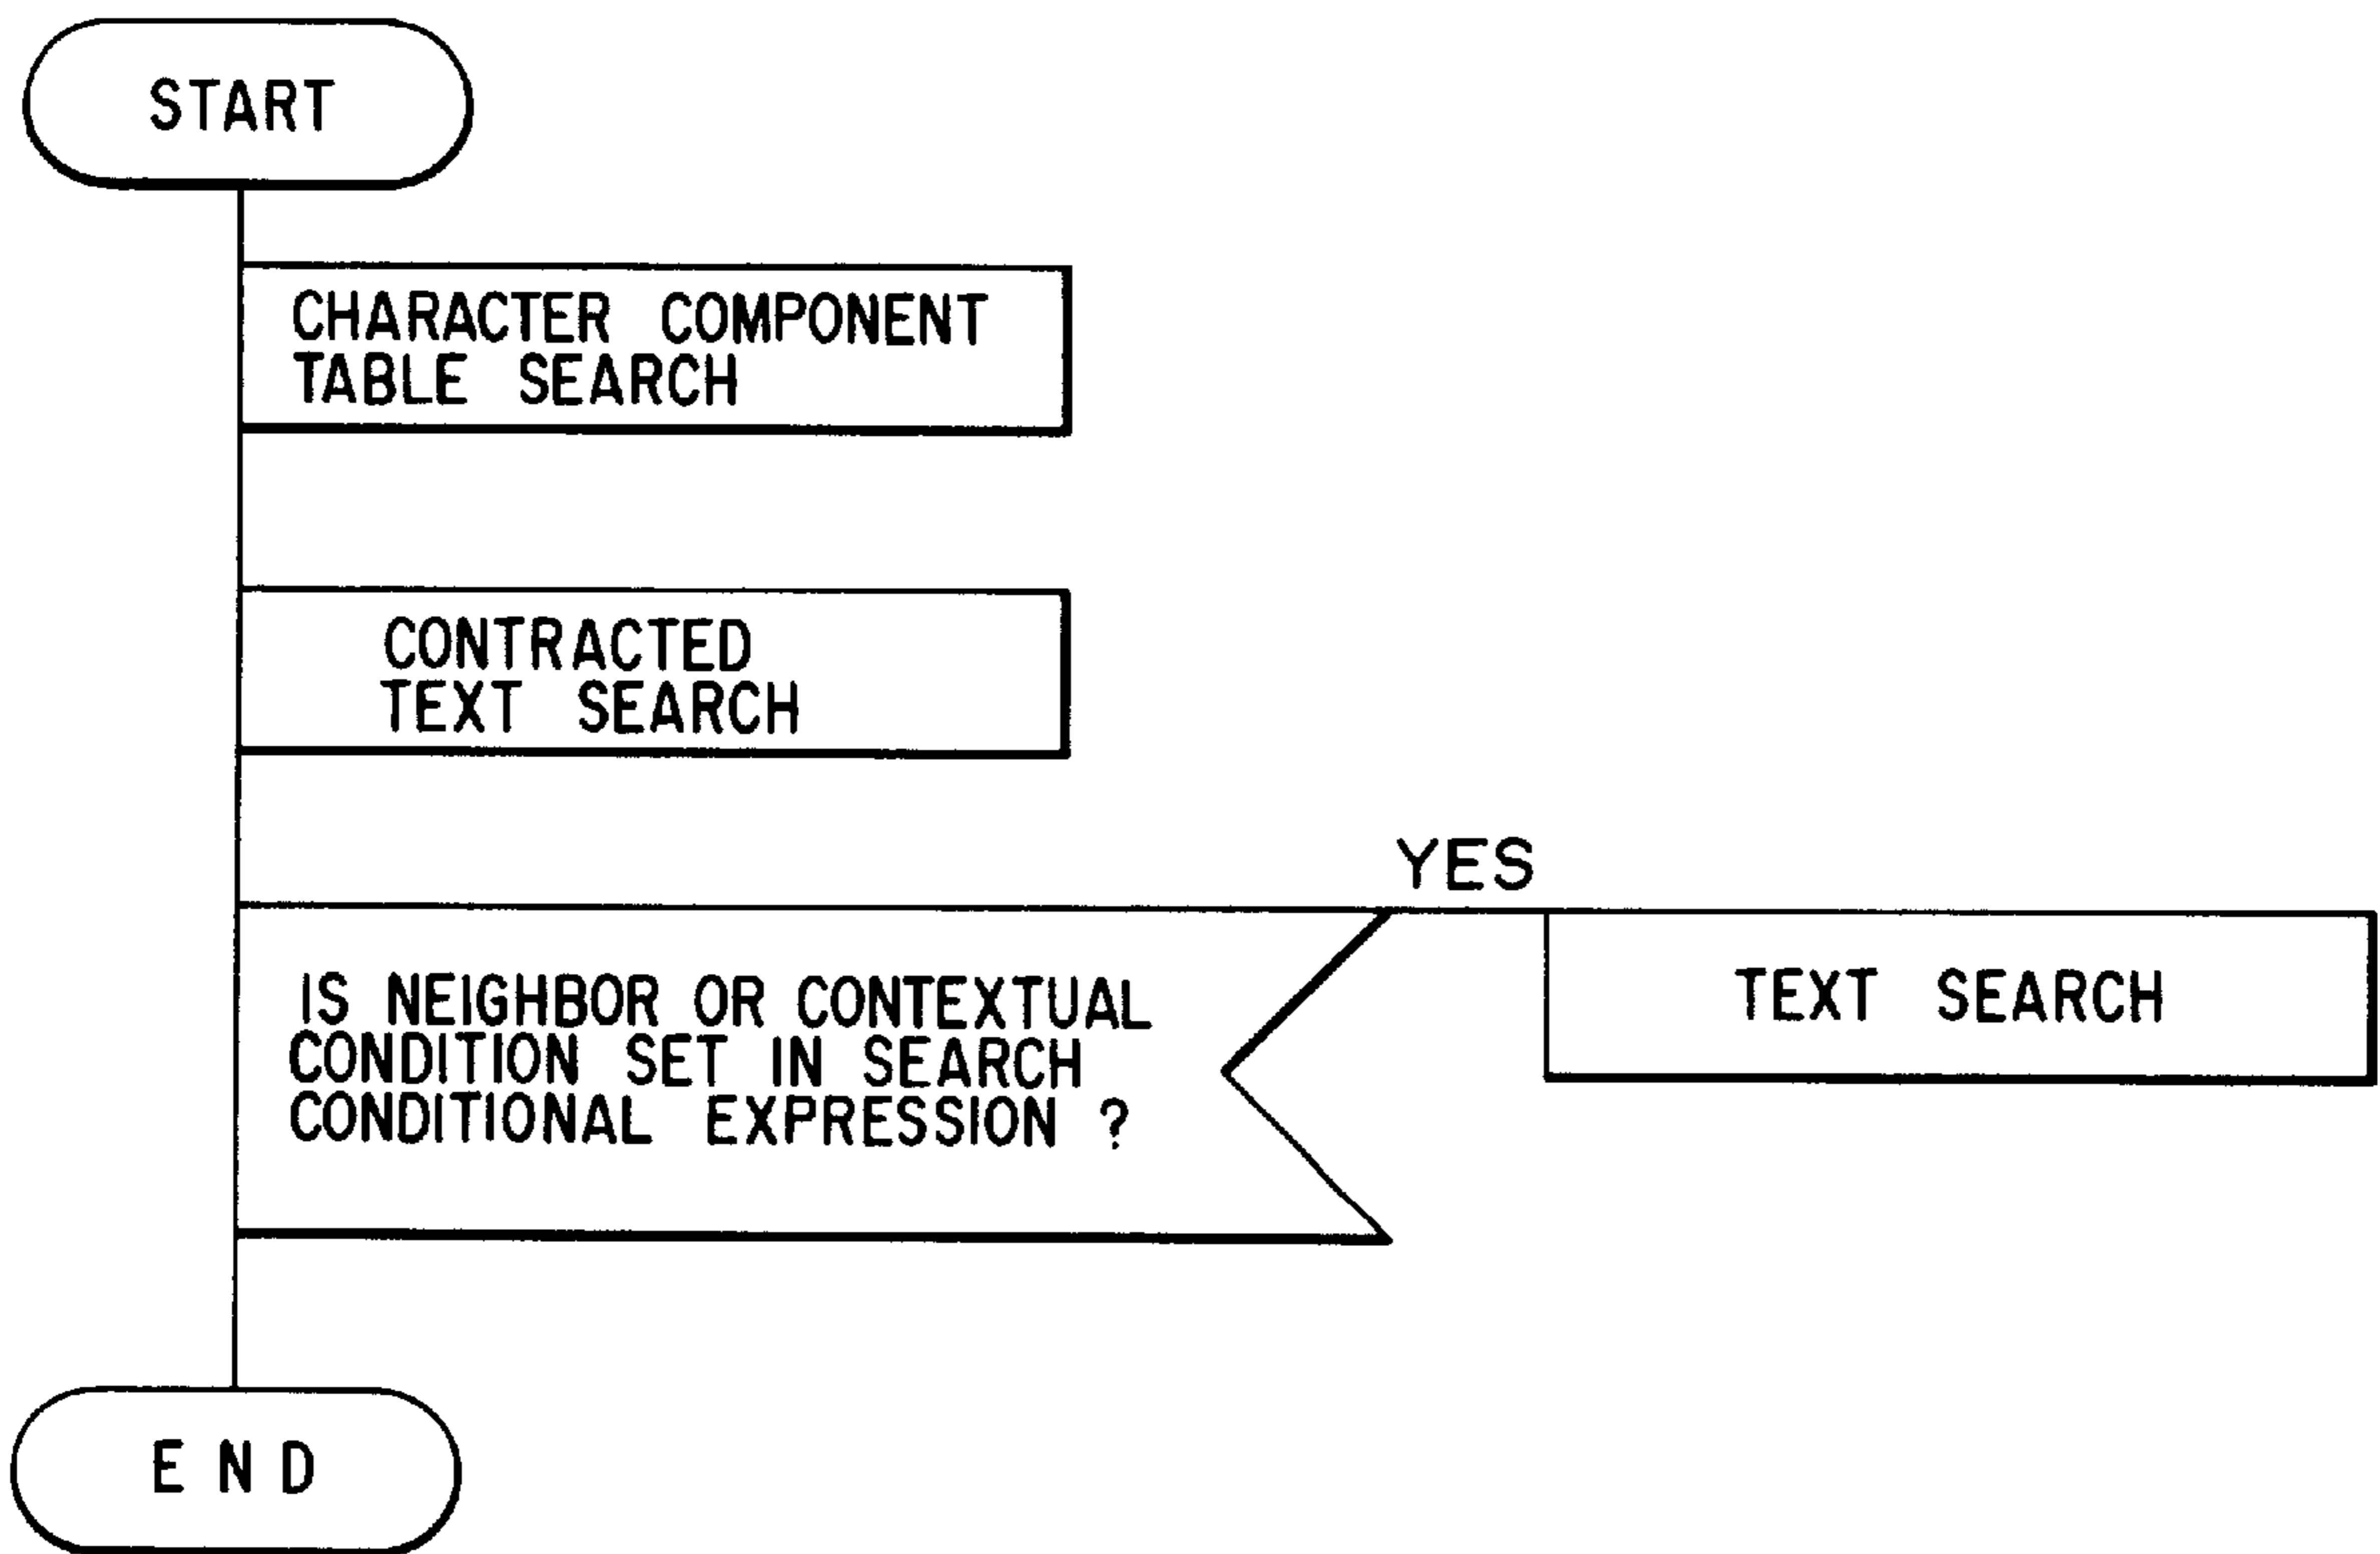 START
CHARACTER COMPONENT
TABLE SEARCH
CONTRACTED
TEXT SEARCH
YES
IS NEIGHBOR OR CONTEXTUAL
CONDITION SET IN SEARCH
CONDITIONAL EXPRESSION ?
TEXT SEARCH
END